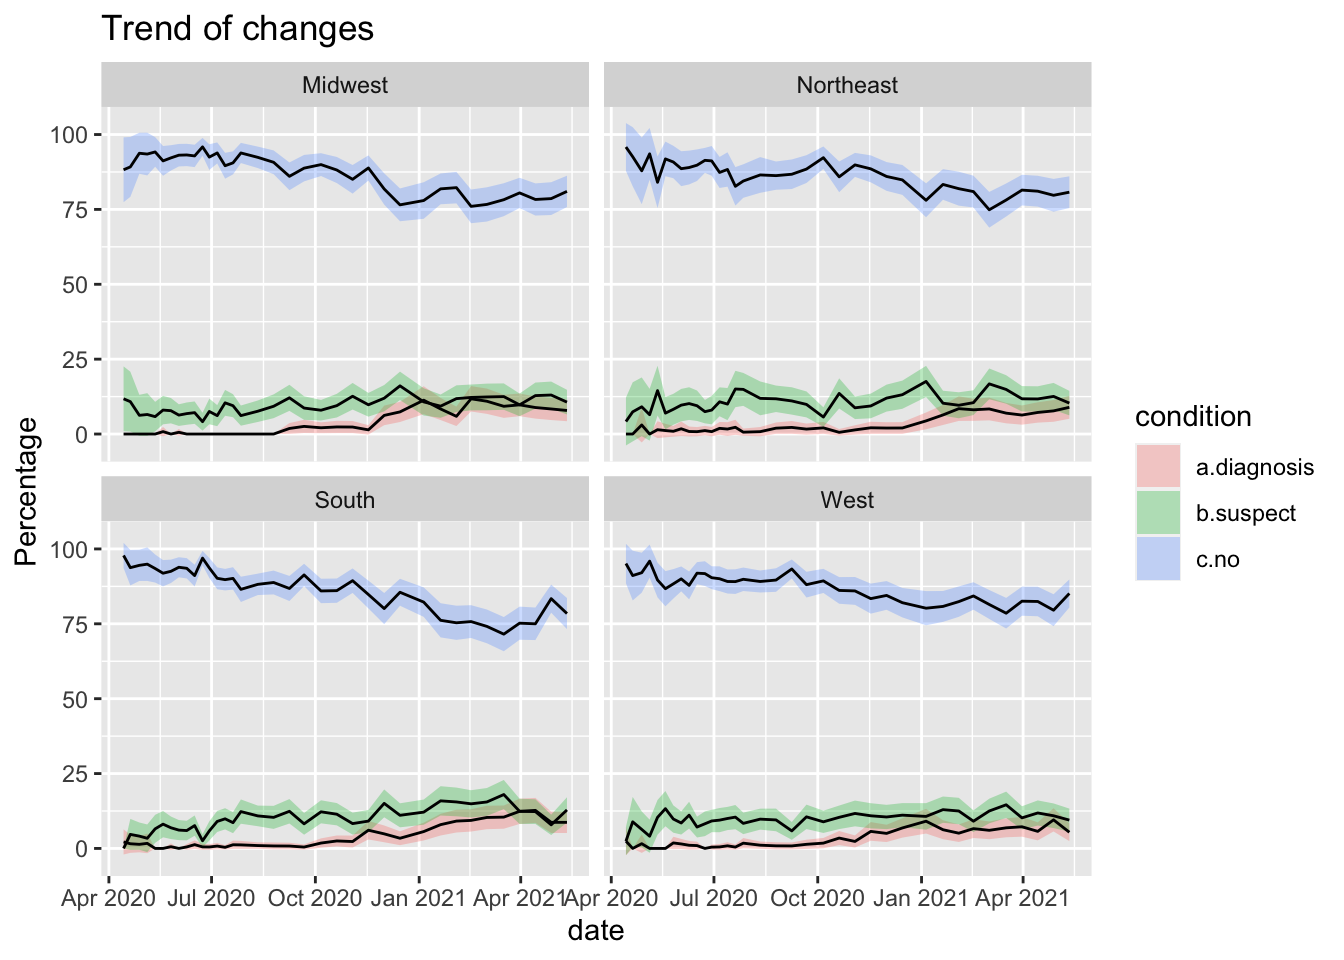 Trend of changes
Midwest
Northeast
100
75
50
25
0
South
West
100
75
50
25
0
Apr 2020 Jul 2020 Oct 2020 Jan 2021 Apr 2021 Apr 2020 Jul 2020 Oct 2020 Jan 2021 Apr 2021
date
Percentage
condition
a.diagnosis
b.suspect
c.no